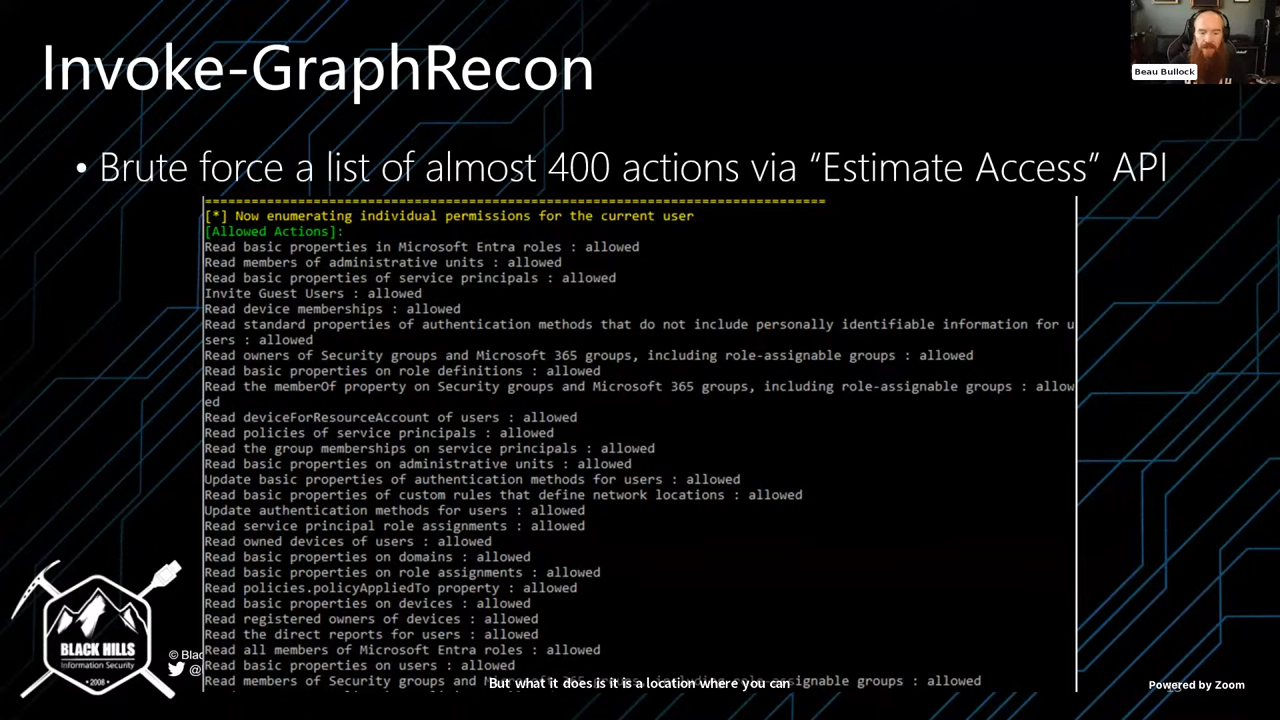 Invoke-GraphRecon
Beau Bullock
• Brute force a list of almost 400 actions via “Estimate Access” API
================================================================================
[*] Now enumerating individual permissions for the current user
[Allowed Actions]:
Read basic properties in Microsoft Entra roles : allowed
Read members of administrative units : allowed
Read basic properties of service principals : allowed
Invite Guest Users : allowed
Read device memberships : allowed
Read standard properties of authentication methods that do not include personally identifiable information for u
sers : allowed
Read owners of Security groups and Microsoft 365 groups, including role-assignable groups : allowed
Read basic properties on role definitions : allowed
Read the memberOf property on Security groups and Microsoft 365 groups, including role-assignable groups : allow
ed
Read deviceForResourceAccount of users : allowed
Read policies of service principals : allowed
Read the group memberships on service principals : allowed
Read basic properties on administrative units : allowed
Update basic properties of authentication methods for users : allowed
Read basic properties of custom rules that define network locations : allowed
Update authentication methods for users : allowed
Read service principal role assignments : allowed
Read owned devices of users : allowed
Read basic properties on domains : allowed
Read basic properties on role assignments : allowed
Read policies.policyAppliedTo property : allowed
Read basic properties on devices : allowed
Read registered owners of devices : allowed
Read the direct reports for users : allowed
Read all members of Microsoft Entra roles : allowed
Read basic properties on users : allowed
Read members of Security groups and role-assignable groups : allowed
But what it does is it is a location where you can
BLACK HILLS
Information Security
• 2008 •
© Blac
@
Powered by Zoom